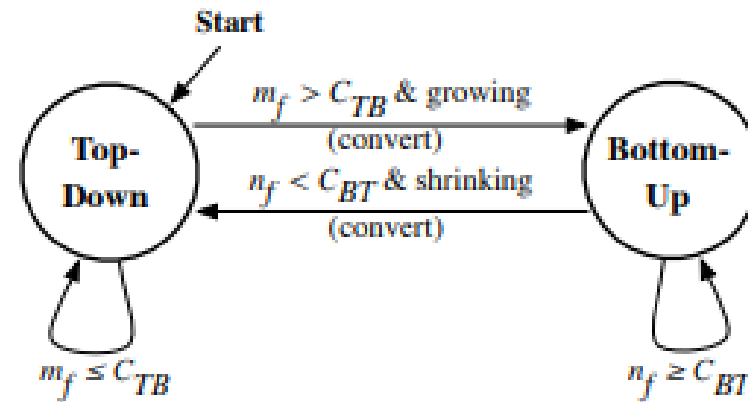 Start
m_f > C_TB & growing
(convert)
Top-
Down
Bottom-
Up
n_f < C_BT & shrinking
(convert)
m_f ≤ C_TB
n_f ≥ C_BT